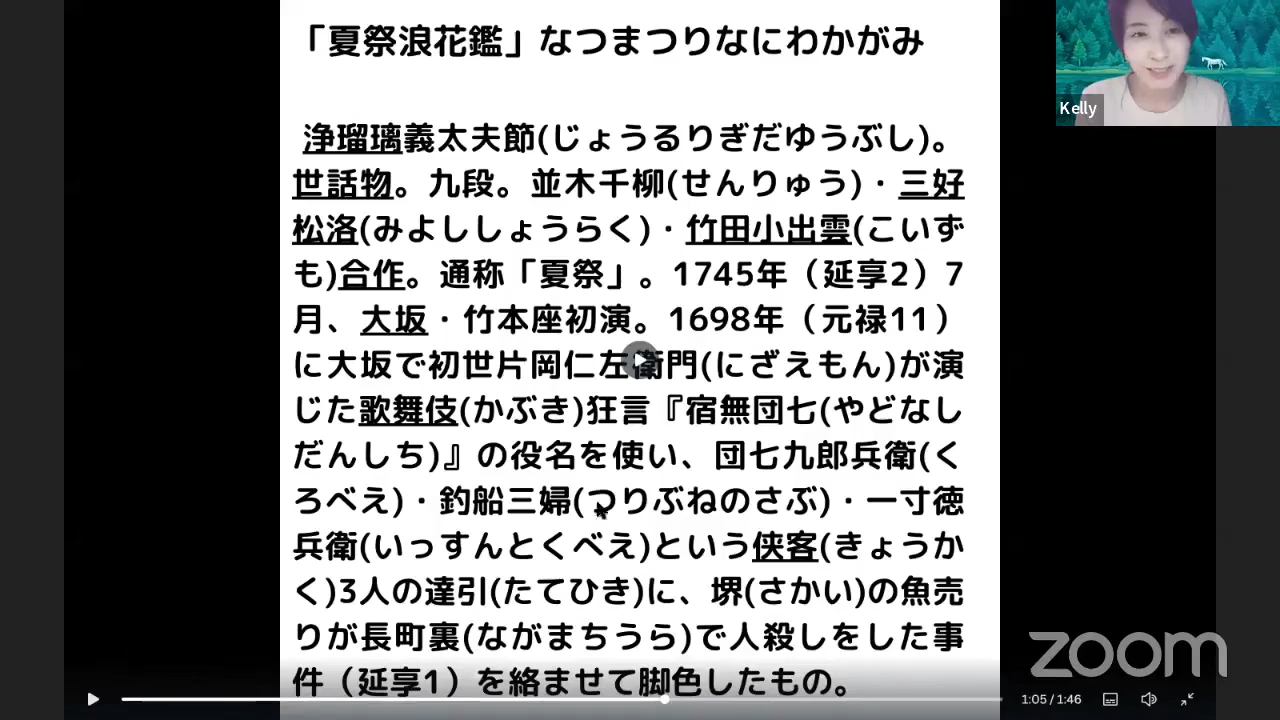 「夏祭浪花鑑」なつまつりなにわかがみ
浄瑠璃義太夫節(じょうるりぎだゆうぶし)。
世話物。九段。並木千柳(せんりゅう)・三好
松洛(みよししょうらく)・竹田小出雲(こいず
も)合作。通称「夏祭」。1745年（延享2）7
月、大坂・竹本座初演。1698年（元禄11）
に大坂で初世片岡仁左衛門(にざえもん)が演
じた歌舞伎(かぶき)狂言『宿無団七(やどなし
だんしち)』の役名を使い、団七九郎兵衛(く
ろべえ)・釣船三婦(つりぶねのさぶ)・一寸徳
兵衛(いっすんとくべえ)という侠客(きょうか
く)3人の達引(たてひき)に、堺(さかい)の魚売
りが長町裏(ながまちうら)で人殺しをした事
件（延享1）を絡ませて脚色したもの。
Kelly
zoom
1:05 / 1:46